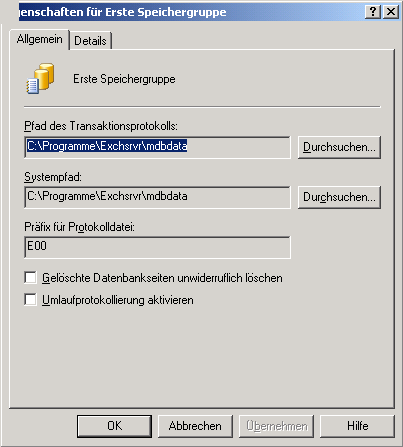 genschaften für Erste Speichergruppe
Allgemein
Details
Erste Speichergruppe
Pfad des Transaktionsprotokolls:
C:\Programme\Exchsrvr\mdbdata
Durchsuchen...
Systempfad:
C:\Programme\Exchsrvr\mdbdata
Durchsuchen...
Präfix für Protokolldatei:
E00
Gelöschte Datenbankseiten unwiderruflich löschen
Umlaufprotokollierung aktivieren
OK
Abbrechen
Übernehmen
Hilfe